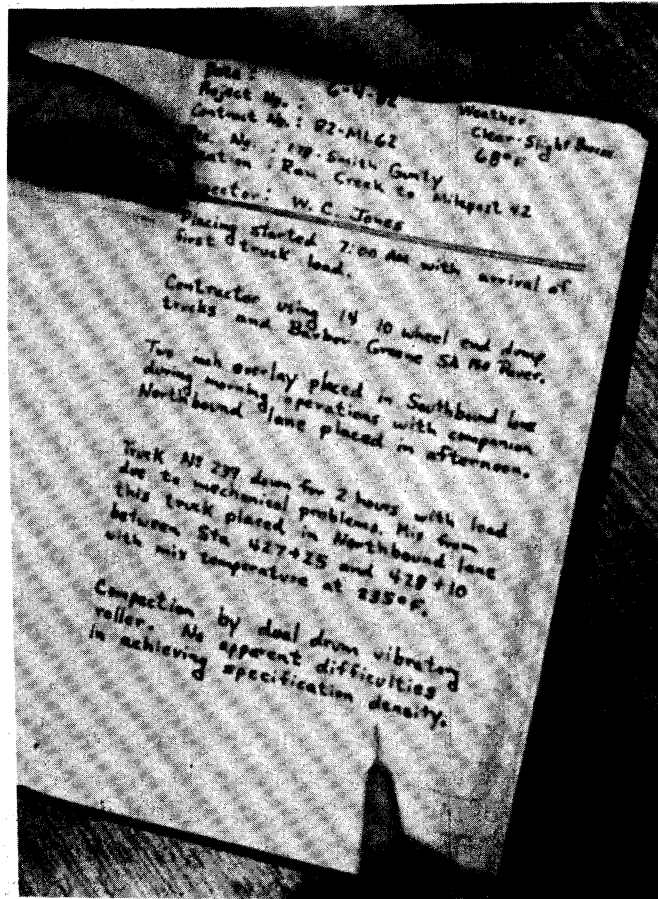 Date : 6-4-82
Weather
Project No. :
Clear-Slight Breeze
Contract No. : 82-ML62
68°F
No. : 178-Smith County
: Raw Creek to Milepost 42
: W. C. Jones
Placing started 7:00 AM with arrival of
first truck load.
Contractor using 14 10 wheel end dump
trucks and Barber-Greene SA Paver.
Two inch overlay placed in Southbound lane
during morning operations with companion
Northbound lane placed in afternoon.
Truck Nº 237 down for 2 hours with load
due to mechanical problems. Mix from
this truck placed in Northbound lane
between Sta 427+25 and 428+10
with mix temperature at 235°F.
Compaction by dual drum vibratory
roller. No apparent difficulties
in achieving specification density.